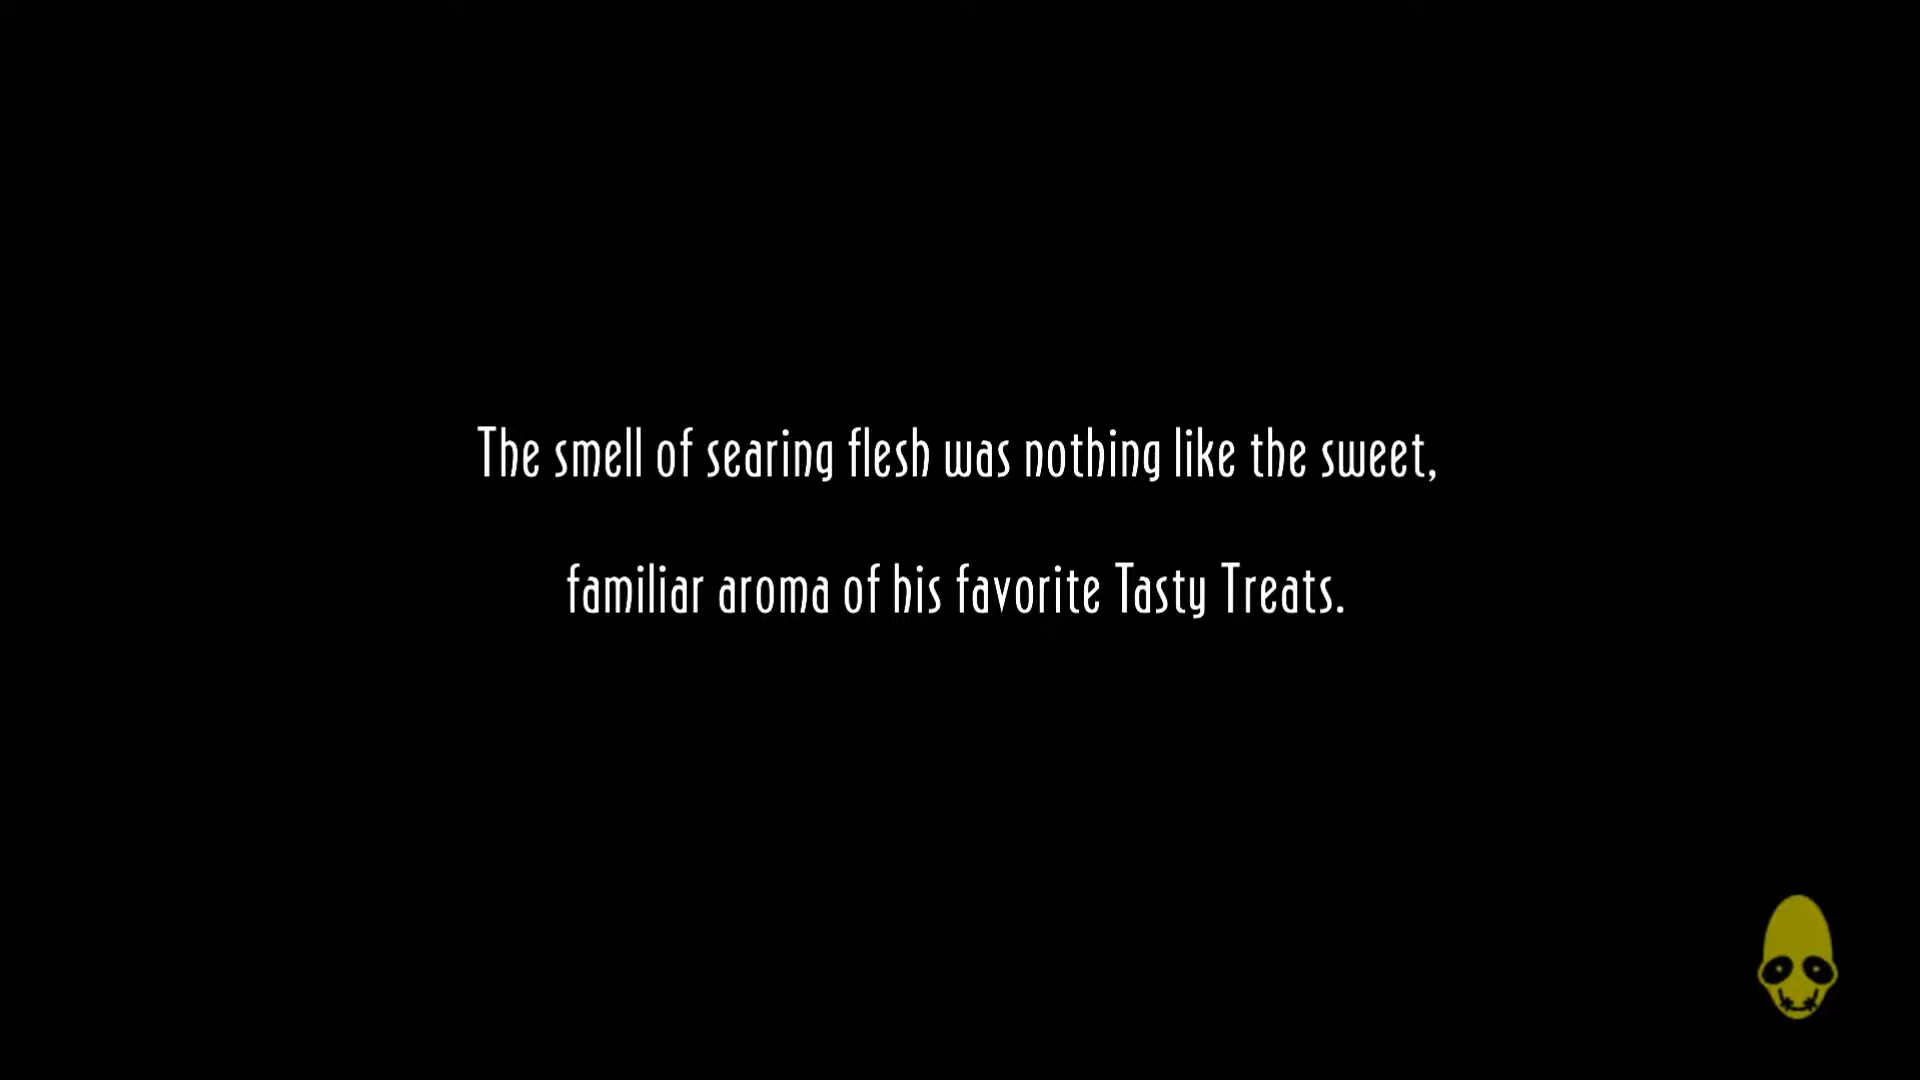 The smell of searing flesh was nothing like the sweet,
familiar aroma of his favorite Tasty Treats.